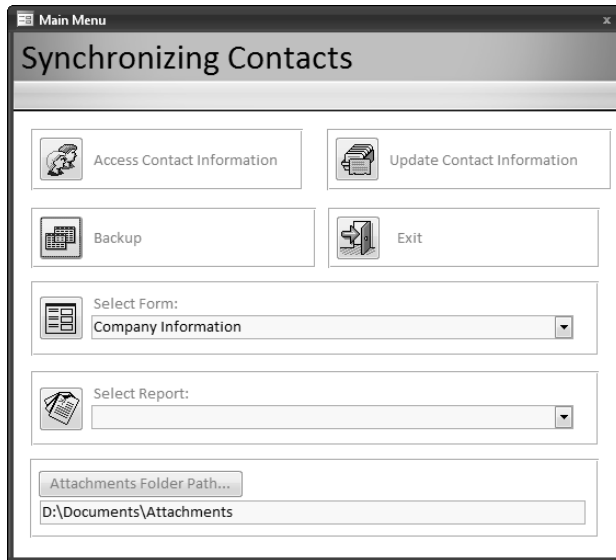 Main Menu
Synchronizing Contacts
Access Contact Information
Update Contact Information
Backup
Exit
Select Form:
Company Information
Select Report:
Attachments Folder Path...
D:\Documents\Attachments